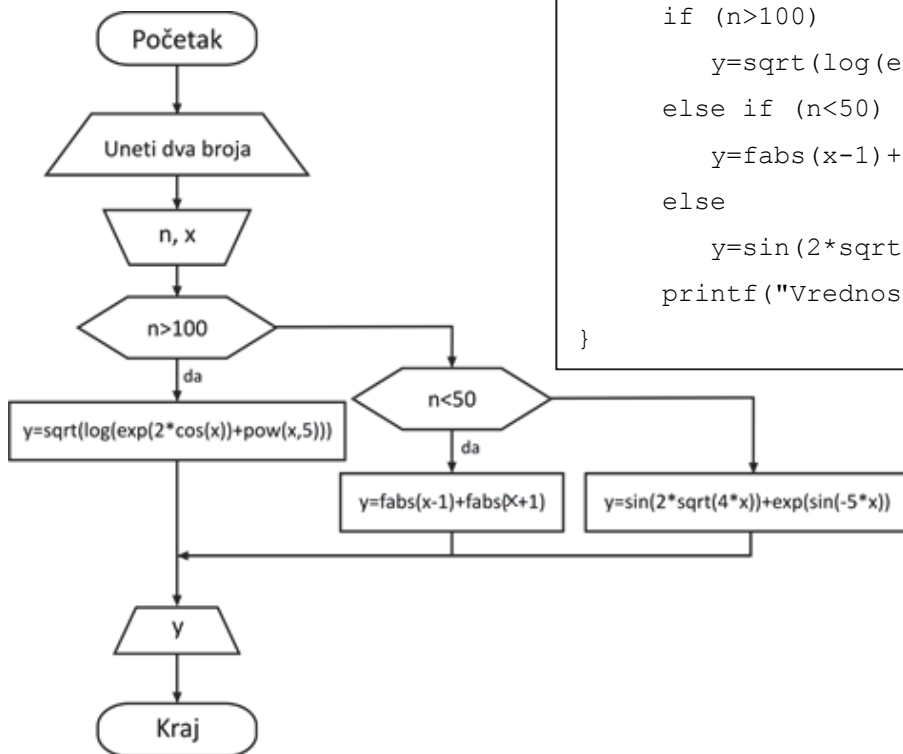 Početak
Uneti dva broja
n, x
n>100
da
y=sqrt(log(exp(2*cos(x))+pow(x,5)))
n<50
da
y=fabs(x-1)+fabs(X+1)
y=sin(2*sqrt(4*x))+exp(sin(-5*x))
y
Kraj
if (n>100)
y=sqrt(log(e
else if (n<50)
y=fabs(x-1)+
else
y=sin(2*sqrt
printf("Vrednos
}